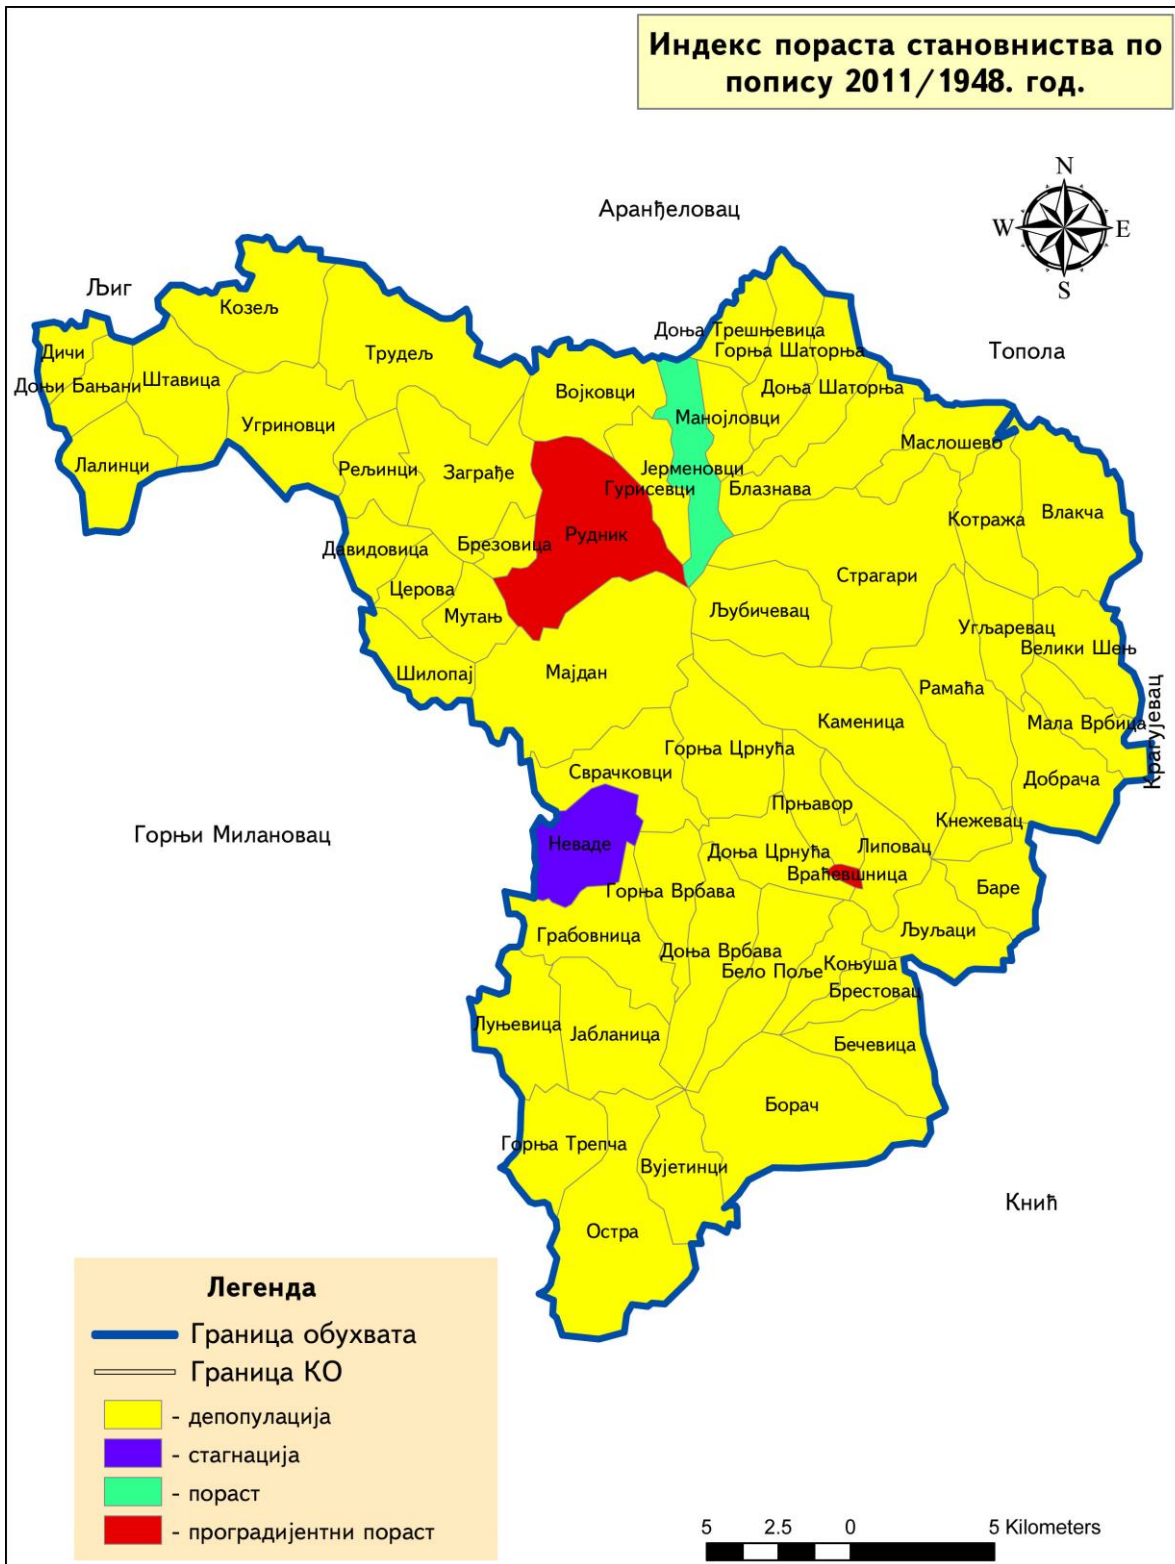 Индекс пораста становниства по
попису 2011/1948. год.
N
W E
S
Аранђеловац
Љиг
Козељ
Топола
Доња Трешњевица
Горња Шаторња
Дичи
Трудељ
Доњи Бањани
Штавица
Војковци
Доња Шаторња
Манојловци
Угриновци
Маслошево
Лалинци
Рељинци
Заграђе
Јерменовци
Гурисевци
Блазнава
Котража
Влакча
Рудник
Давидовица
Брезовица
Страгари
Церова
Мутањ
Љубичевац
Угљаревац
Велики Шењ
Шилопај
Мајдан
Рамаћа
Каменица
Мала Врбица
Крагујевац
Горња Црнућа
Сврачковци
Добрача
Прњавор
Кнежевац
Горњи Милановац
Неваде
Доња Црнућа
Липовац
Враћевшница
Горња Врбава
Баре
Грабовница
Љуљаци
Доња Врбава
Бело Поље
Коњуша
Брестовац
Луњевица
Јабланица
Бечевица
Борач
Горња Трепча
Вујетинци
Кнић
Остра
Легенда
Граница обухвата
Граница КО
- депопулација
- стагнација
- пораст
- проградијентни пораст
5 2.5 0 5 Kilometers